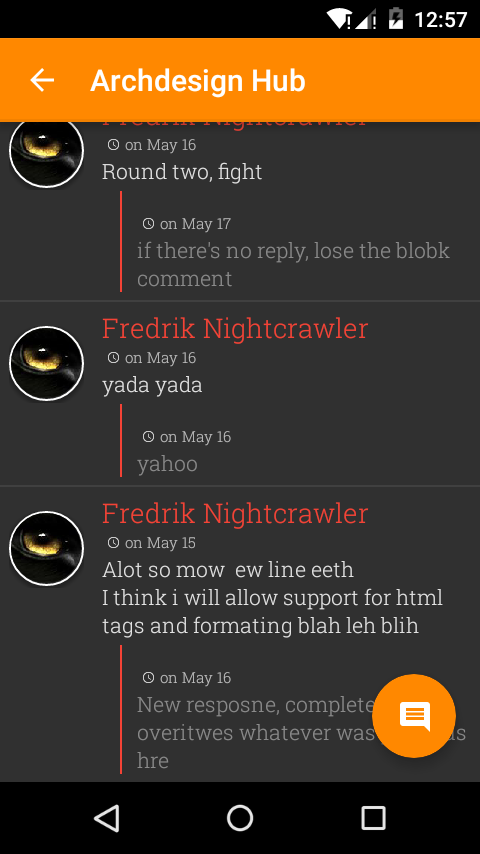 12:57
Archdesign Hub
Fredrik Nightcrawler
on May 16
Round two, fight
on May 17
if there's no reply, lose the blobk
comment
Fredrik Nightcrawler
on May 16
yada yada
on May 16
yahoo
Fredrik Nightcrawler
on May 15
Alot so mow  ew line eeth
I think i will allow support for html
tags and formating blah leh blih
on May 16
New resposne, complete
overitwes whatever was
hre